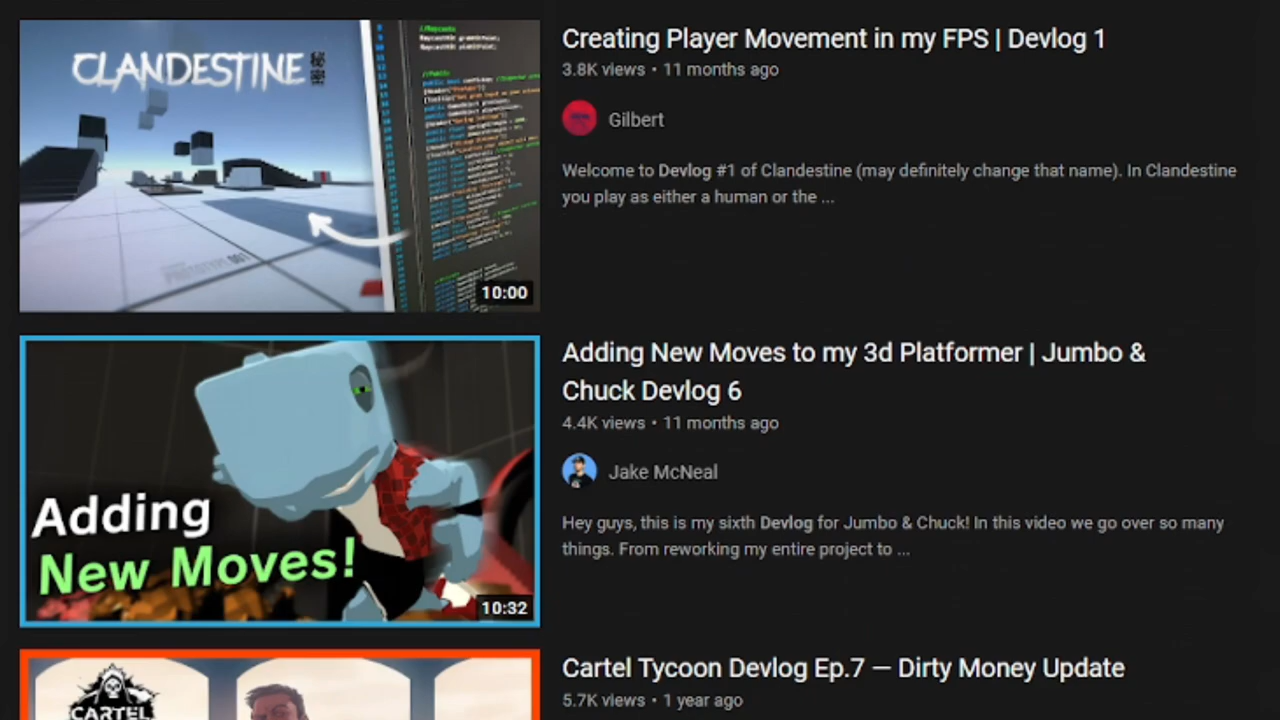 CLANDESTINE 秘密
PROTOTYPE 001
10:00
Creating Player Movement in my FPS | Devlog 1
3.8K views • 11 months ago
Gilbert
Welcome to Devlog #1 of Clandestine (may definitely change that name). In Clandestine
you play as either a human or the ...
Adding
New Moves!
10:32
Adding New Moves to my 3d Platformer | Jumbo &
Chuck Devlog 6
4.4K views • 11 months ago
Jake McNeal
Hey guys, this is my sixth Devlog for Jumbo & Chuck! In this video we go over so many
things. From reworking my entire project to ...
CARTEL
Cartel Tycoon Devlog Ep.7 — Dirty Money Update
5.7K views • 1 year ago